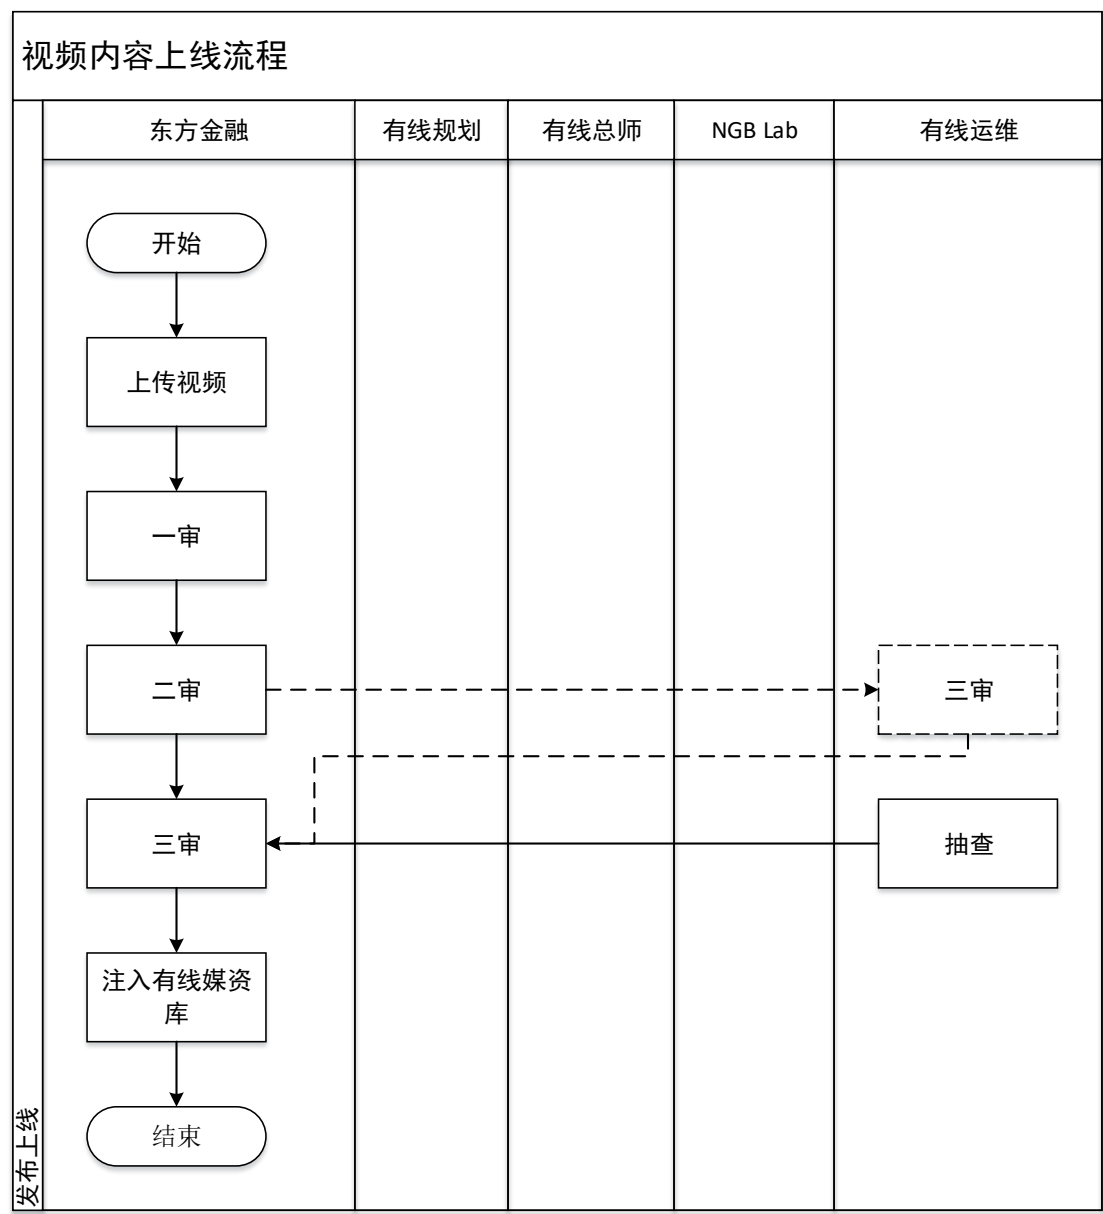 视频内容上线流程
东方金融
有线规划
有线总师
NGB Lab
有线运维
开始
上传视频
一审
二审
三审
三审
抽查
注入有线媒资
库
结束
发布上线